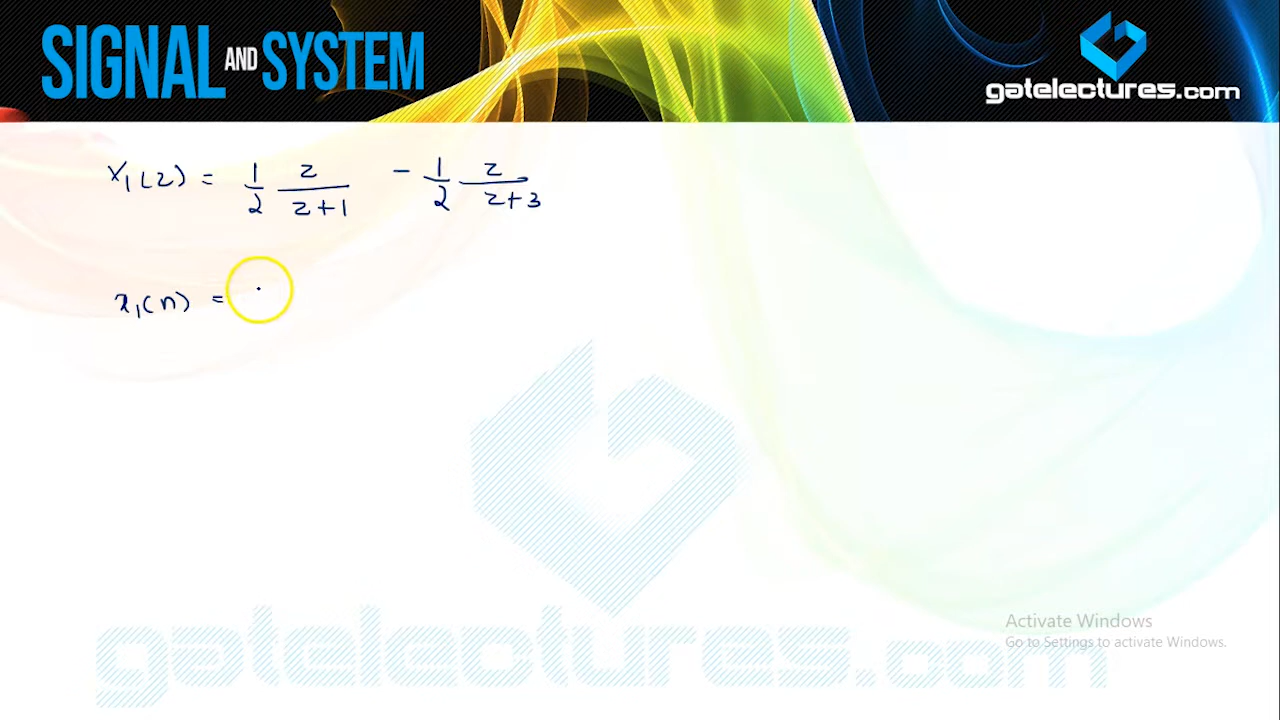 SIGNAL AND SYSTEM
gatelectures.com
X₁(z) = 1/2 z/(z+1) - 1/2 z/(z+3)
x₁(n) =
gatelectures.com
Activate Windows
Go to Settings to activate Windows.